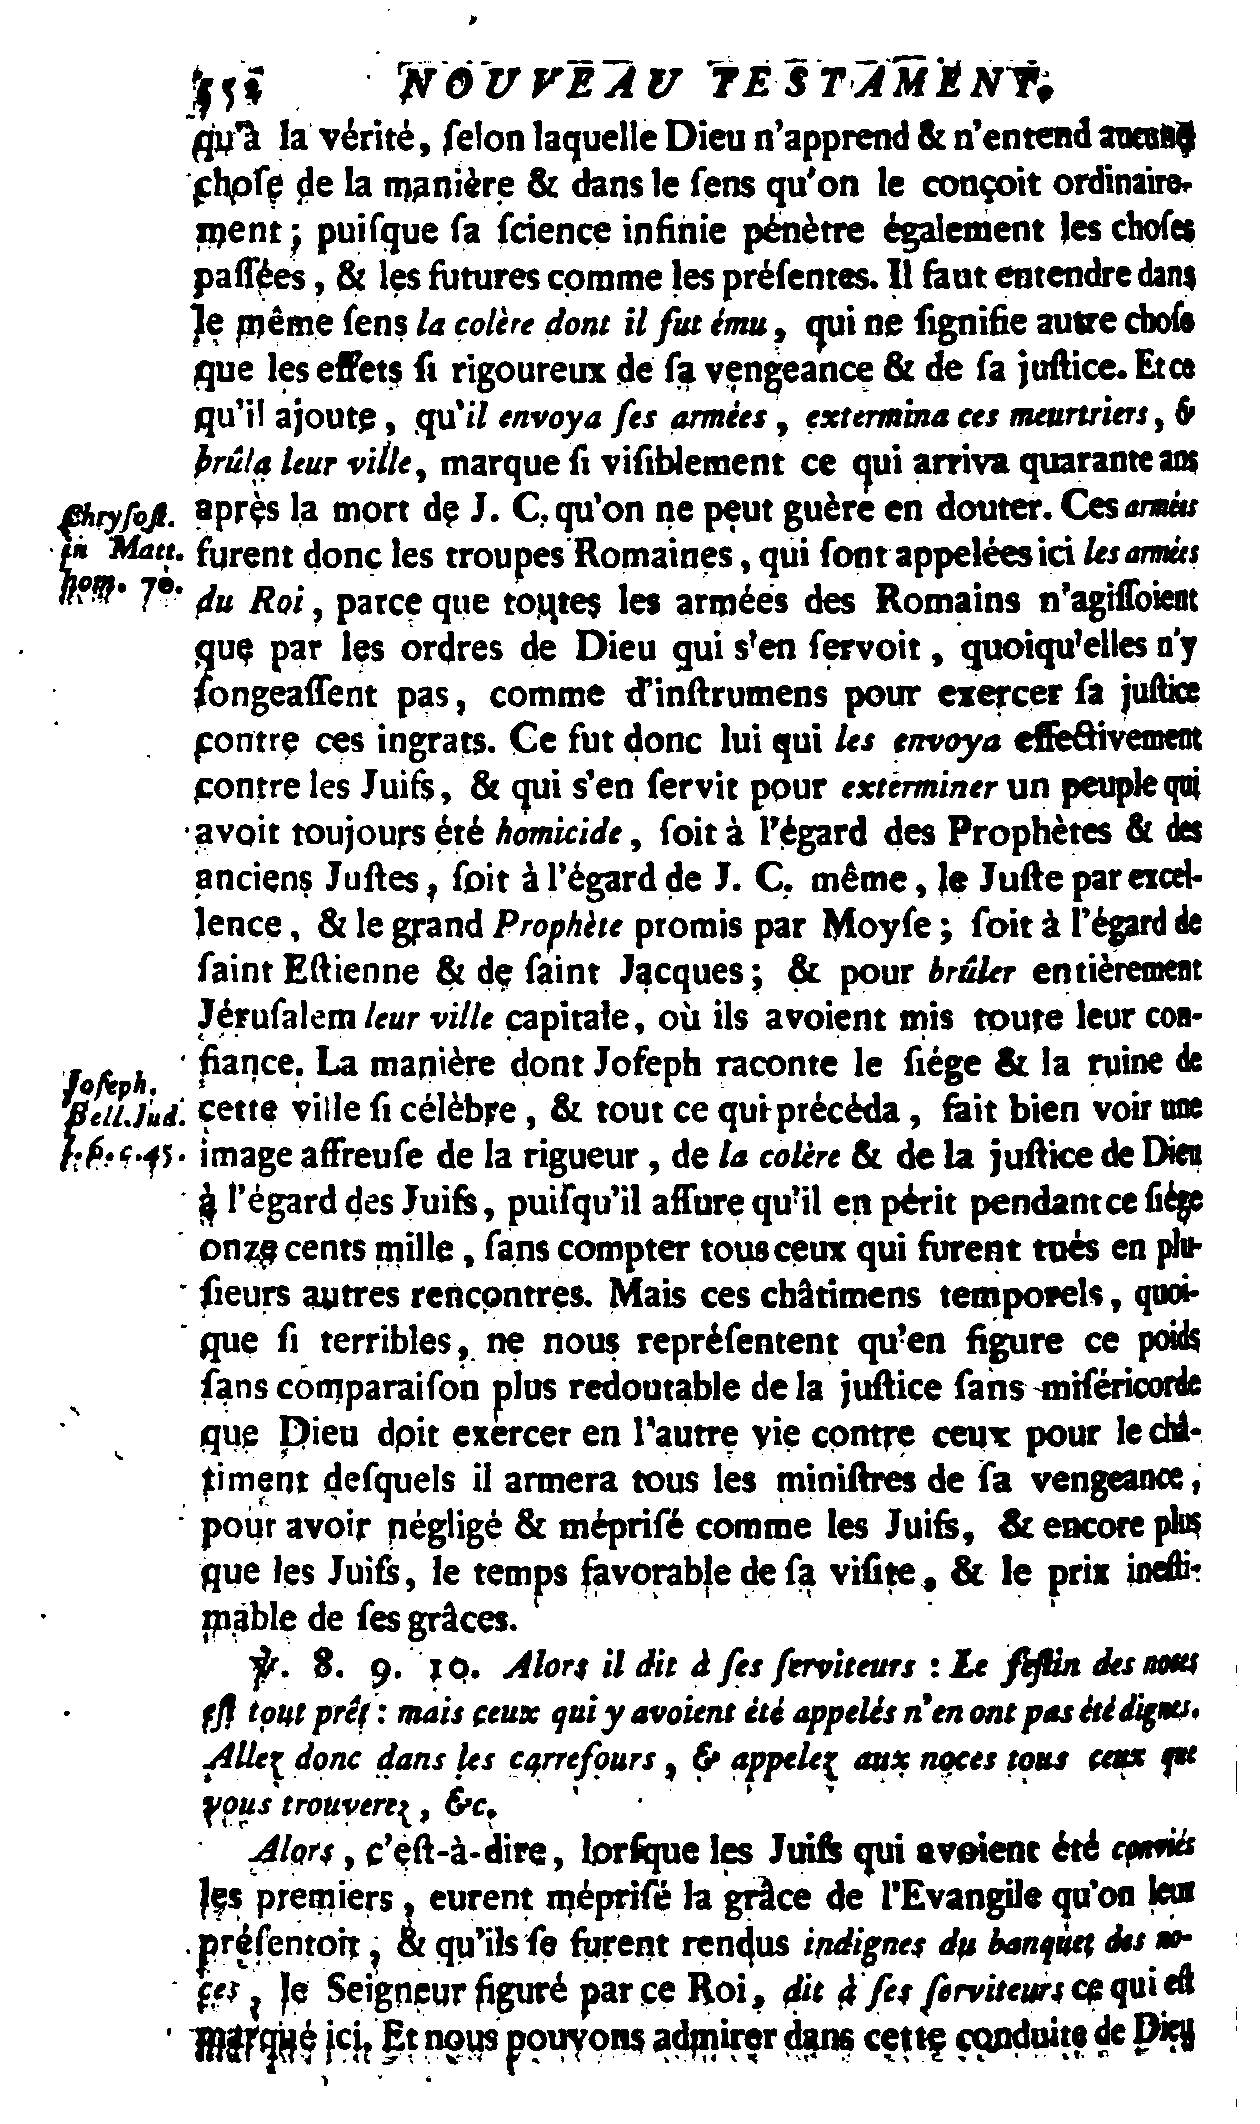 552 NOUVEAU TESTAMENT.
qu'à la vérité, ſelon laquelle Dieu n'apprend & n'entend aucune
choſe de la manière & dans le ſens qu'on le conçoit ordinaire-
ment ; puiſque ſa ſcience infinie pénètre également les choſes
paſſées, & les futures comme les préſentes. Il faut entendre dans
le même ſens la colère dont il fut ému, qui ne ſignifie autre choſe
que les effets ſi rigoureux de ſa vengeance & de ſa juſtice. Et ce
qu'il ajoute, qu'il envoya ſes armées, extermina ces meurtriers, &
brûla leur ville, marque ſi viſiblement ce qui arriva quarante ans
après la mort de J. C. qu'on ne peut guère en douter. Ces armées
furent donc les troupes Romaines, qui ſont appelées ici les armées
du Roi, parce que toutes les armées des Romains n'agiſſoient
que par les ordres de Dieu qui s'en ſervoit, quoiqu'elles n'y
ſongeaſſent pas, comme d'inſtrumens pour exercer ſa juſtice
contre ces ingrats. Ce fut donc lui qui les envoya effectivement
contre les Juifs, & qui s'en ſervit pour exterminer un peuple qui
avoit toujours été homicide, ſoit à l'égard des Prophètes & des
anciens Juſtes, ſoit à l'égard de J. C. même, le Juſte par excel-
lence, & le grand Prophète promis par Moyſe ; ſoit à l'égard de
ſaint Eſtienne & de ſaint Jacques ; & pour brûler entièrement
Jéruſalem leur ville capitale, où ils avoient mis toute leur con-
fiance. La manière dont Joſeph raconte le ſiége & la ruine de
cette ville ſi célèbre, & tout ce qui précéda, fait bien voir une
image affreuſe de la rigueur, de la colère & de la juſtice de Dieu
à l'égard des Juifs, puiſqu'il aſſure qu'il en périt pendant ce ſiége
onze cents mille, ſans compter tous ceux qui furent tués en plu-
ſieurs autres rencontres. Mais ces châtimens temporels, quoi-
que ſi terribles, ne nous repréſentent qu'en figure ce poids
ſans comparaiſon plus redoutable de la juſtice ſans miſéricorde
que Dieu doit exercer en l'autre vie contre ceux pour le châ-
timent deſquels il armera tous les miniſtres de ſa vengeance,
pour avoir négligé & mépriſé comme les Juifs, & encore plus
que les Juifs, le temps favorable de ſa viſite, & le prix ineſti-
mable de ſes grâces.
℣. 8. 9. 10. Alors il dit à ſes ſerviteurs : Le feſtin des noces
eſt tout prêt : mais ceux qui y avoient été appelés n'en ont pas été dignes.
Allez donc dans les carrefours, & appelez aux noces tous ceux que
vous trouverez, &c.
Alors, c'eſt-à-dire, lorſque les Juifs qui avoient été conviés
les premiers, eurent mépriſé la grâce de l'Evangile qu'on leur
préſentoit, & qu'ils ſe furent rendus indignes du banquet des no-
ces, le Seigneur figuré par ce Roi, dit à ſes ſerviteurs ce qui eſt
marqué ici. Et nous pouvons admirer dans cette conduite de Dieu
Chryſoſt.
in Matt.
hom. 70.
Joſeph.
Bell. Jud.
l. 6. c. 45.